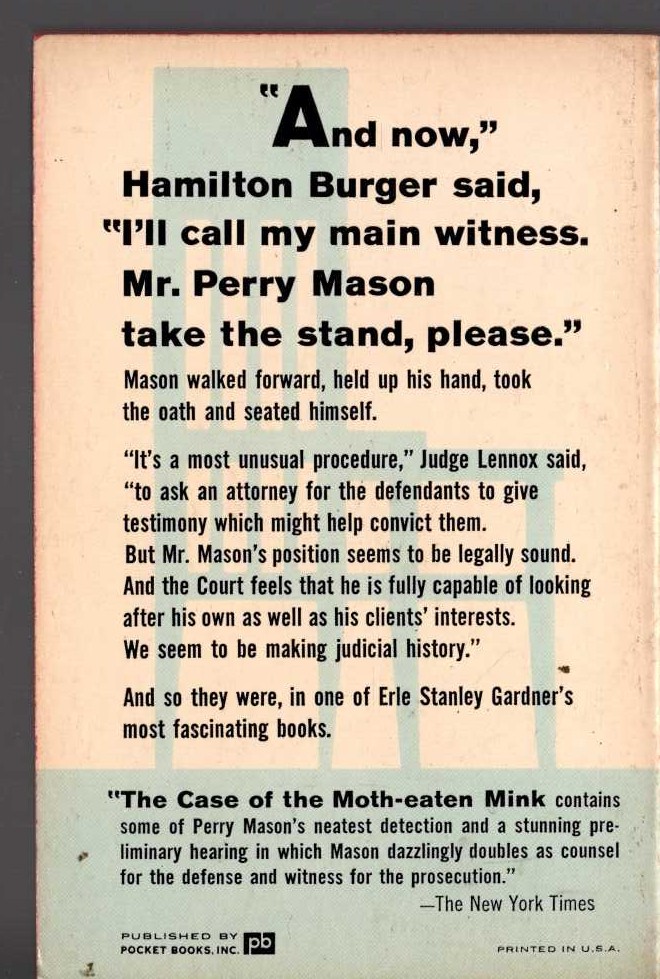 “And now,”
Hamilton Burger said,
“I’ll call my main witness.
Mr. Perry Mason
take the stand, please.”
Mason walked forward, held up his hand, took
the oath and seated himself.
“It’s a most unusual procedure,” Judge Lennox said,
“to ask an attorney for the defendants to give
testimony which might help convict them.
But Mr. Mason’s position seems to be legally sound.
And the Court feels that he is fully capable of looking
after his own as well as his clients’ interests.
We seem to be making judicial history.”
And so they were, in one of Erle Stanley Gardner’s
most fascinating books.
“The Case of the Moth-eaten Mink contains
some of Perry Mason’s neatest detection and a stunning pre-
liminary hearing in which Mason dazzlingly doubles as counsel
for the defense and witness for the prosecution.”
—The New York Times
PUBLISHED BY
POCKET BOOKS, INC. pb
PRINTED IN U.S.A.